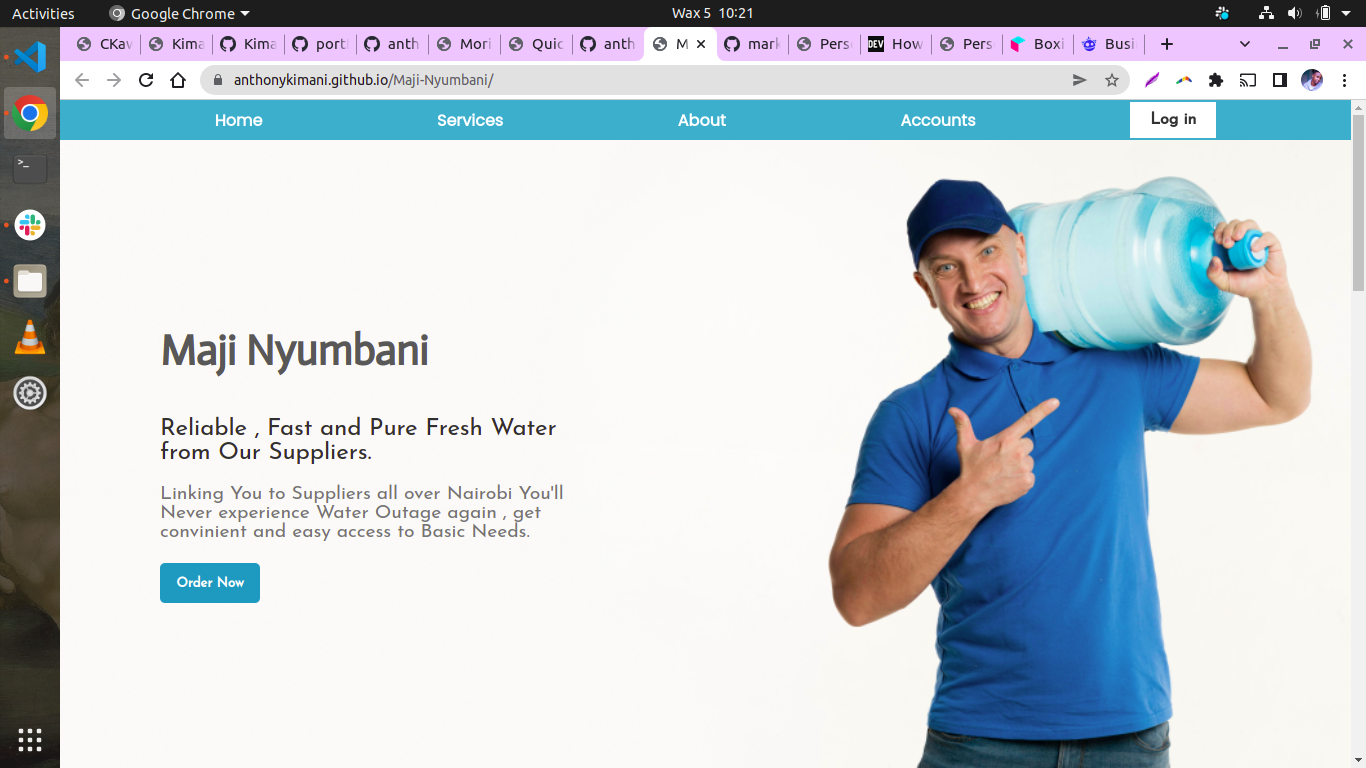 Activities
Google Chrome
Wax 5 10:21
CKaw
Kima
Kima
port
anth
Mori
Quic
anth
M
mark
Pers
DEV
How
Pers
Boxi
Busi
anthonykimani.github.io/Maji-Nyumbani/
Home
Services
About
Accounts
Log in
Maji Nyumbani
Reliable , Fast and Pure Fresh Water
from Our Suppliers.
Linking You to Suppliers all over Nairobi You'll
Never experience Water Outage again , get
convinient and easy access to Basic Needs.
Order Now